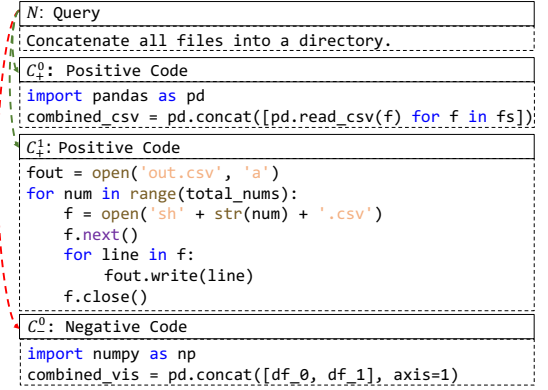 N: Query
Concatenate all files into a directory.
C₊⁰: Positive Code
import pandas as pd
combined_csv = pd.concat([pd.read_csv(f) for f in fs])
C₊¹: Positive Code
fout = open('out.csv', 'a')
for num in range(total_nums):
    f = open('sh' + str(num) + '.csv')
    f.next()
    for line in f:
        fout.write(line)
    f.close()
C₋⁰: Negative Code
import numpy as np
combined_vis = pd.concat([df_0, df_1], axis=1)